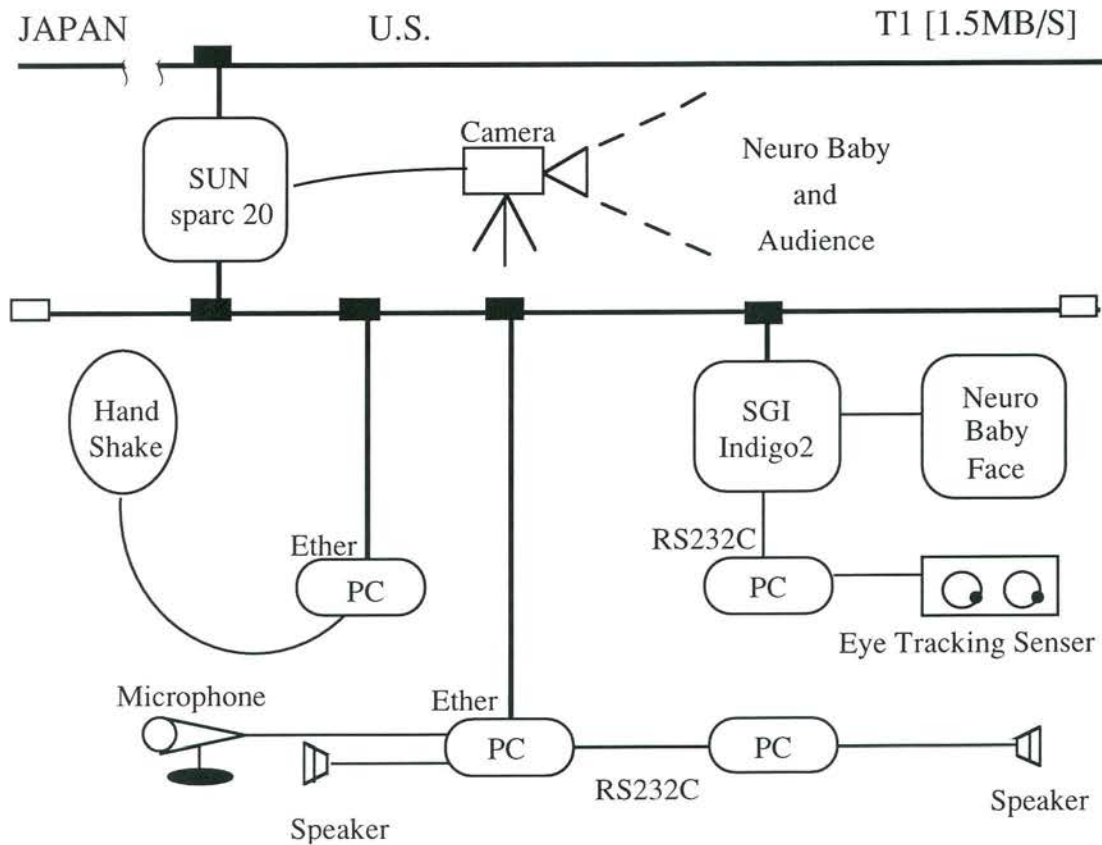 JAPAN
U.S.
T1 [1.5MB/S]
SUN
sparc 20
Camera
Neuro Baby
and
Audience
Hand
Shake
SGI
Indigo2
Neuro
Baby
Face
Ether
PC
RS232C
PC
Eye Tracking Senser
Microphone
Ether
PC
RS232C
PC
Speaker
Speaker